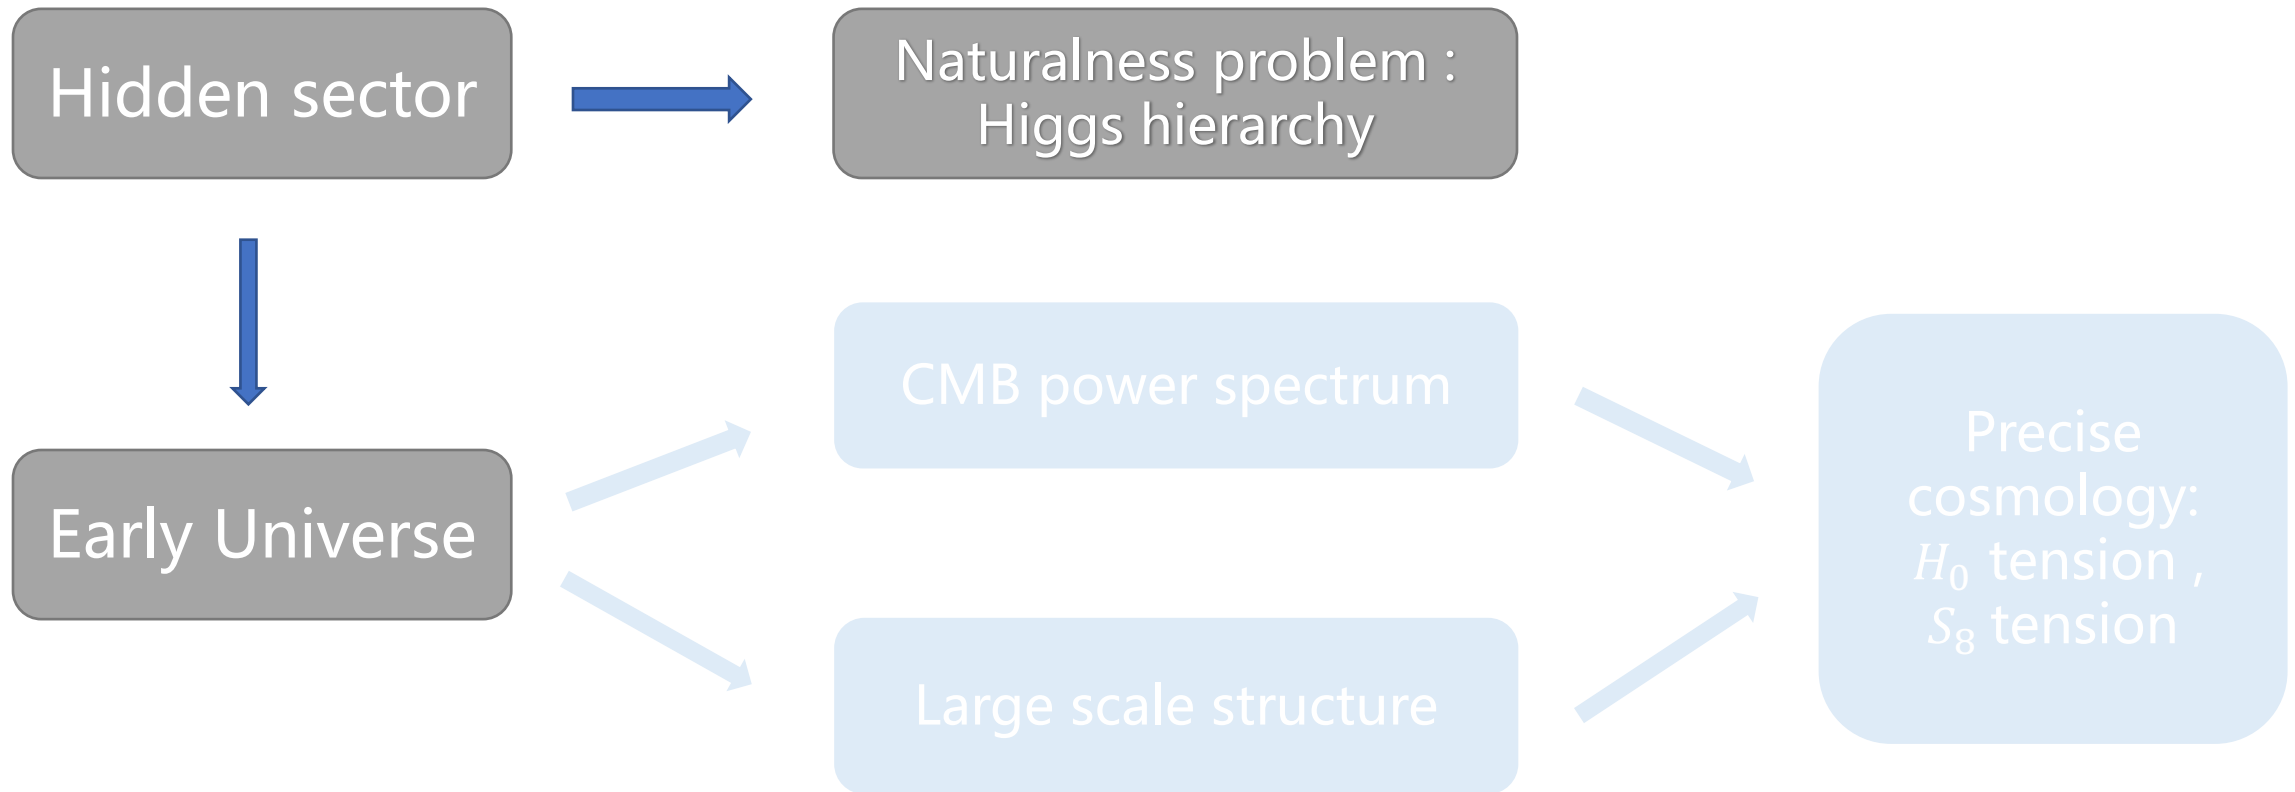 Hidden sector
Naturalness problem :
Higgs hierarchy
CMB power spectrum
Early Universe
Large scale structure
Precise
cosmology:
H₀ tension ,
S₈ tension